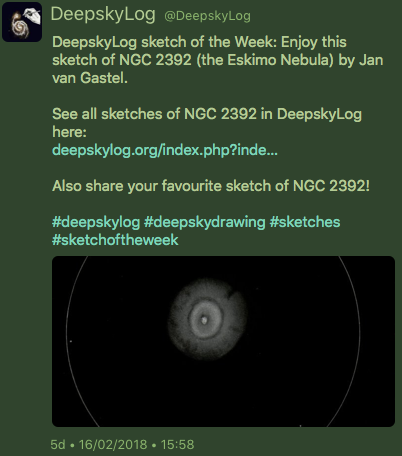 DeepskyLog @DeepskyLog
DeepskyLog sketch of the Week: Enjoy this
sketch of NGC 2392 (the Eskimo Nebula) by Jan
van Gastel.
See all sketches of NGC 2392 in DeepskyLog
here:
deepskylog.org/index.php?inde...
Also share your favourite sketch of NGC 2392!
#deepskylog #deepskydrawing #sketches
#sketchoftheweek
5d • 16/02/2018 • 15:58